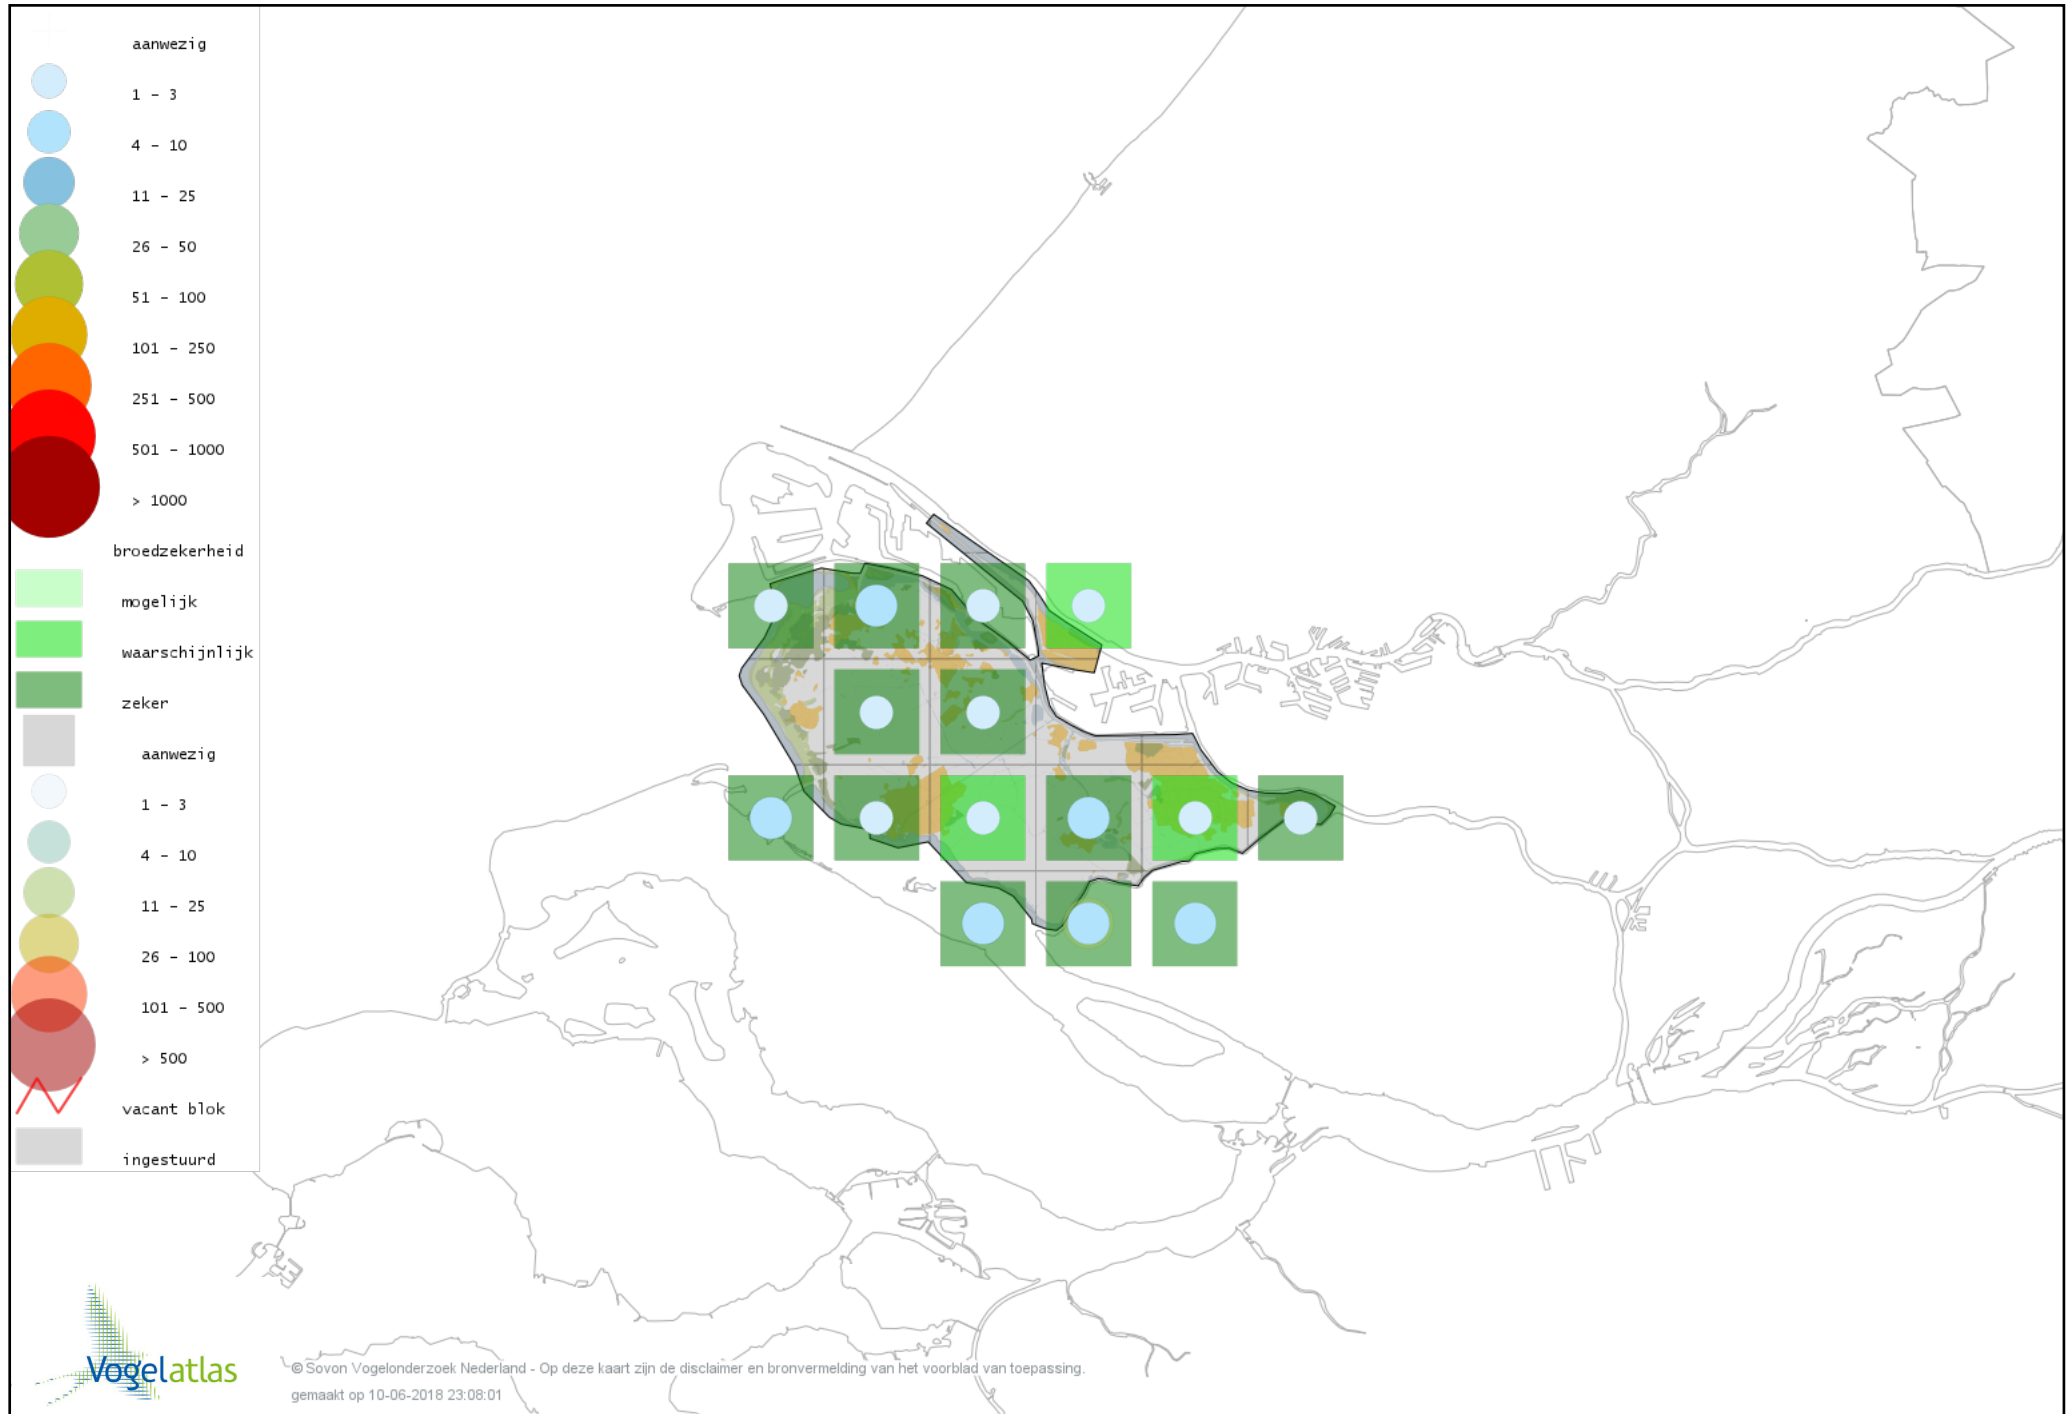 aanwezig
1 - 3
4 - 10
11 - 25
26 - 50
51 - 100
101 - 250
251 - 500
501 - 1000
> 1000
broedzekerheid
mogelijk
waarschijnlijk
zeker
aanwezig
1 - 3
4 - 10
11 - 25
26 - 100
101 - 500
> 500
vacant blok
ingestuurd
Vogelatlas
© Sovon Vogelonderzoek Nederland - Op deze kaart zijn de disclaimer en bronvermelding van het voorblad van toepassing.
gemaakt op 10-06-2018 23:08:01